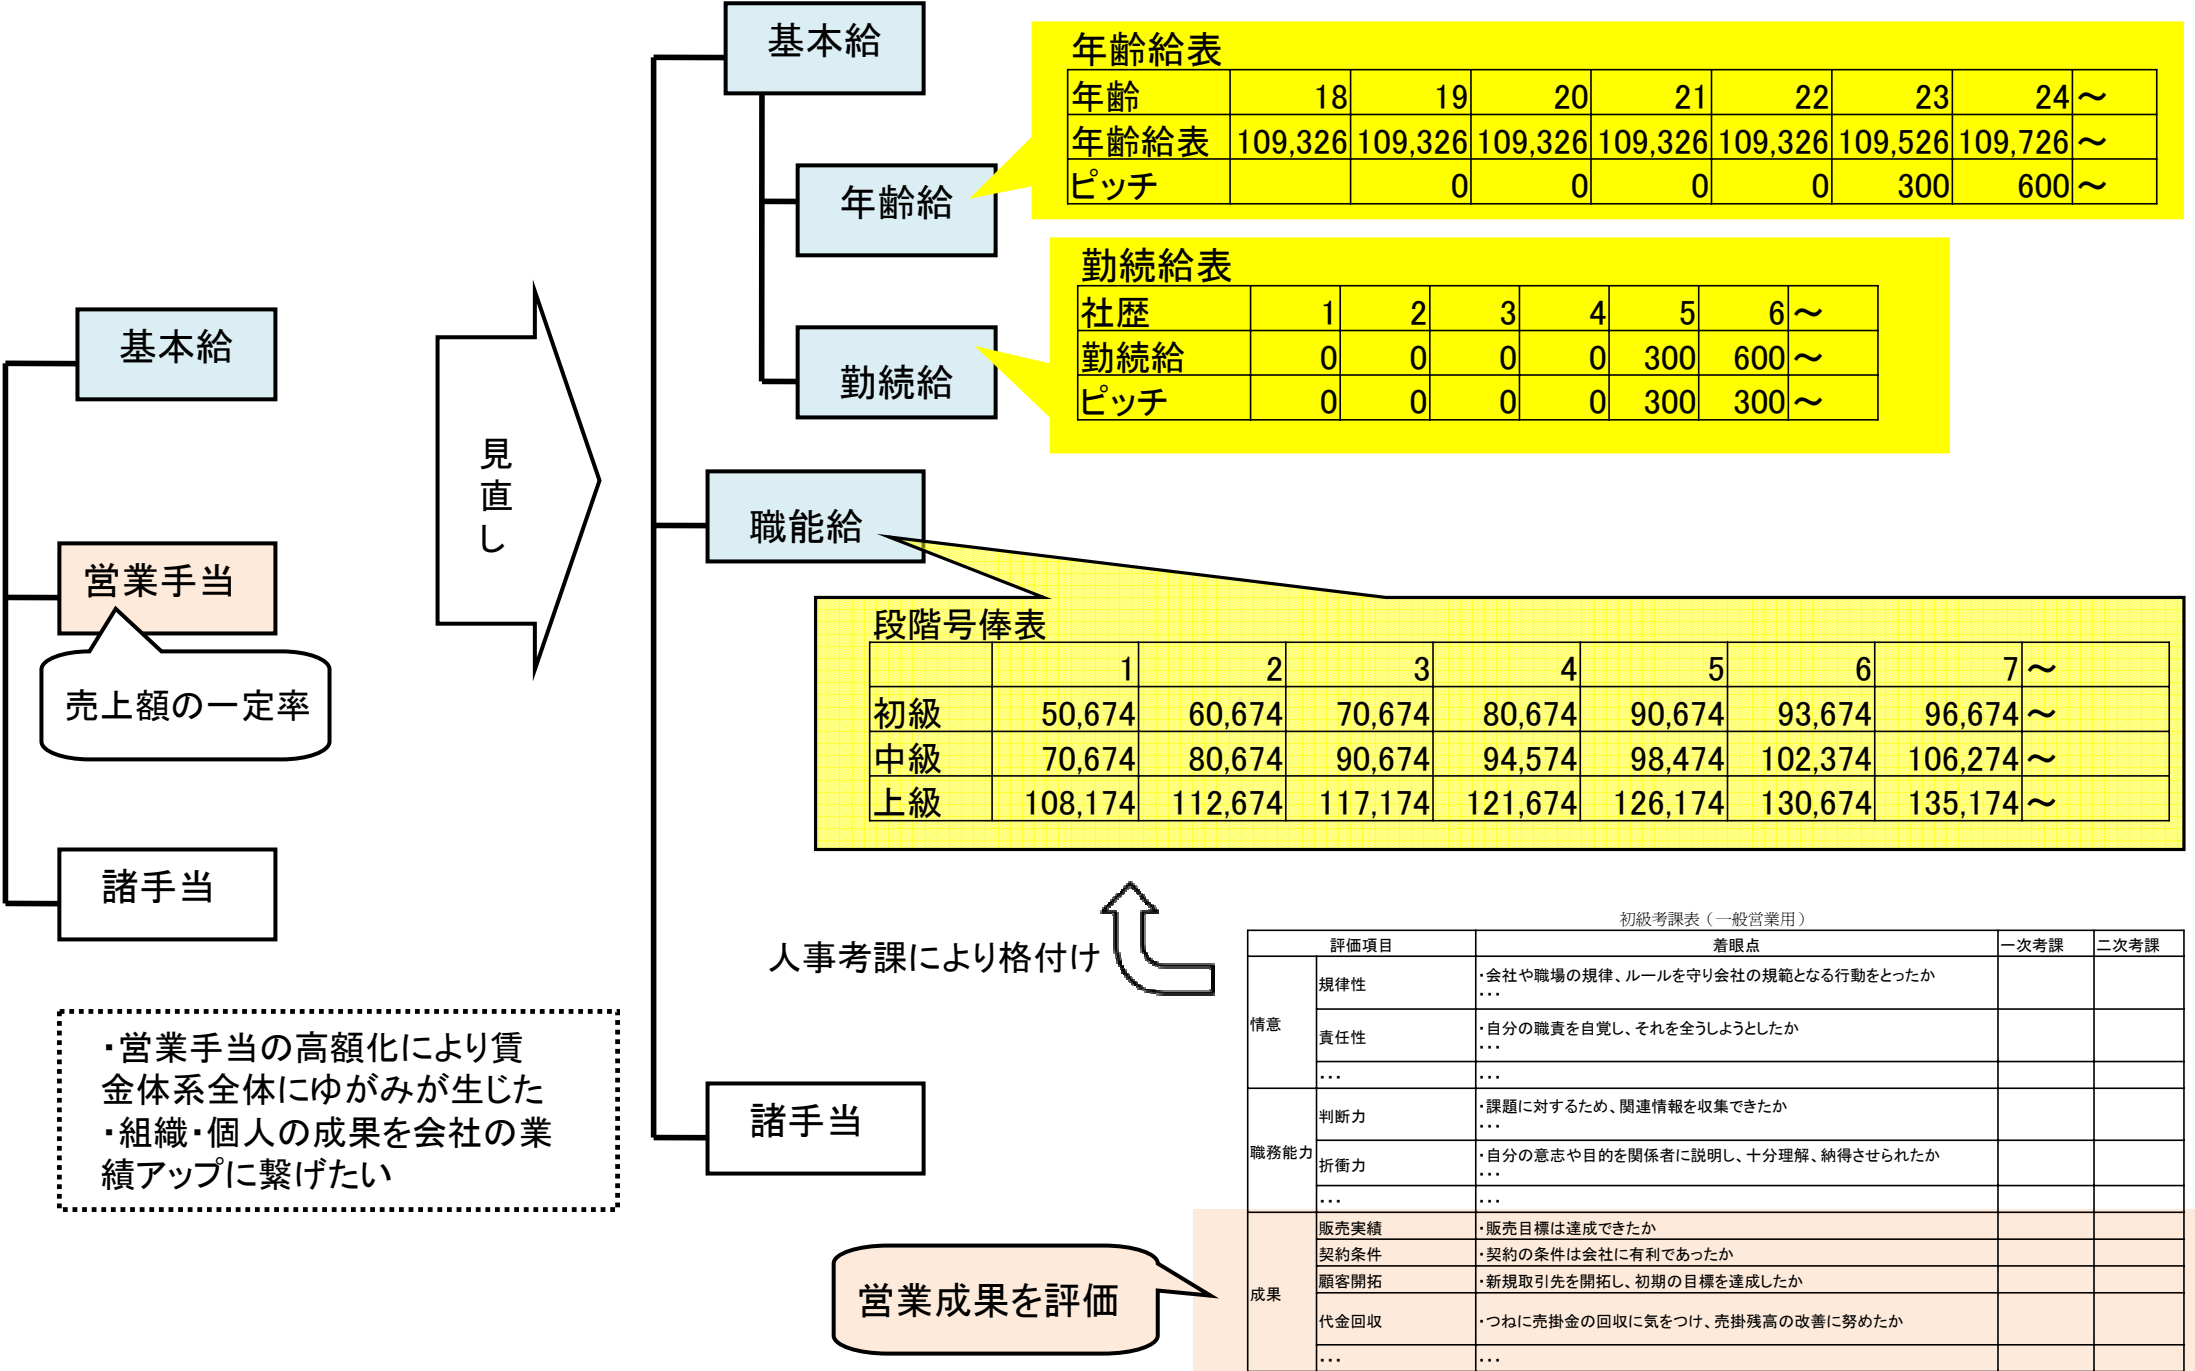 基本給
営業手当
売上額の一定率
諸手当
・営業手当の高額化により賃
金体系全体にゆがみが生じた
・組織・個人の成果を会社の業
績アップに繋げたい
見
直
し
基本給
年齢給
勤続給
職能給
諸手当
年齢給表
年齢 18 19 20 21 22 23 24 ～
年齢給表 109,326 109,326 109,326 109,326 109,326 109,526 109,726 ～
ピッチ 0 0 0 0 300 600 ～
勤続給表
社歴 1 2 3 4 5 6 ～
勤続給 0 0 0 0 300 600 ～
ピッチ 0 0 0 0 300 300 ～
段階号俸表
1 2 3 4 5 6 7 ～
初級 50,674 60,674 70,674 80,674 90,674 93,674 96,674 ～
中級 70,674 80,674 90,674 94,574 98,474 102,374 106,274 ～
上級 108,174 112,674 117,174 121,674 126,174 130,674 135,174 ～
人事考課により格付け
初級考課表（一般営業用）
評価項目 着眼点 一次考課 二次考課
情意
規律性 ・会社や職場の規律、ルールを守り会社の規範となる行動をとったか
・・・
責任性 ・自分の職責を自覚し、それを全うしようとしたか
・・・
・・・ ・・・
職務能力
判断力 ・課題に対するため、関連情報を収集できたか
・・・
折衝力 ・自分の意志や目的を関係者に説明し、十分理解、納得させられたか
・・・
・・・ ・・・
成果
販売実績 ・販売目標は達成できたか
契約条件 ・契約の条件は会社に有利であったか
顧客開拓 ・新規取引先を開拓し、初期の目標を達成したか
代金回収 ・つねに売掛金の回収に気をつけ、売掛残高の改善に努めたか
・・・ ・・・
営業成果を評価